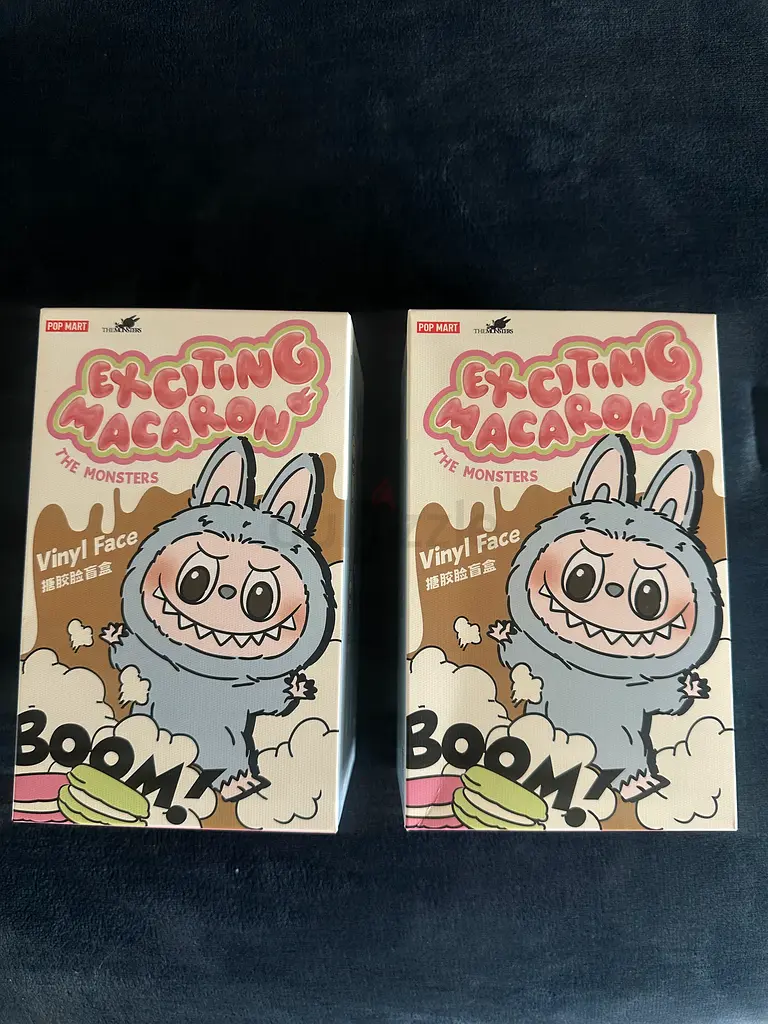 POP MART
THE MONSTERS
EXCITING
MACARON
THE MONSTERS
Vinyl Face
搪胶脸盲盒
BOOM!
POP MART
THE MONSTERS
EXCITING
MACARON
THE MONSTERS
Vinyl Face
搪胶脸盲盒
BOOM!
dubizzle